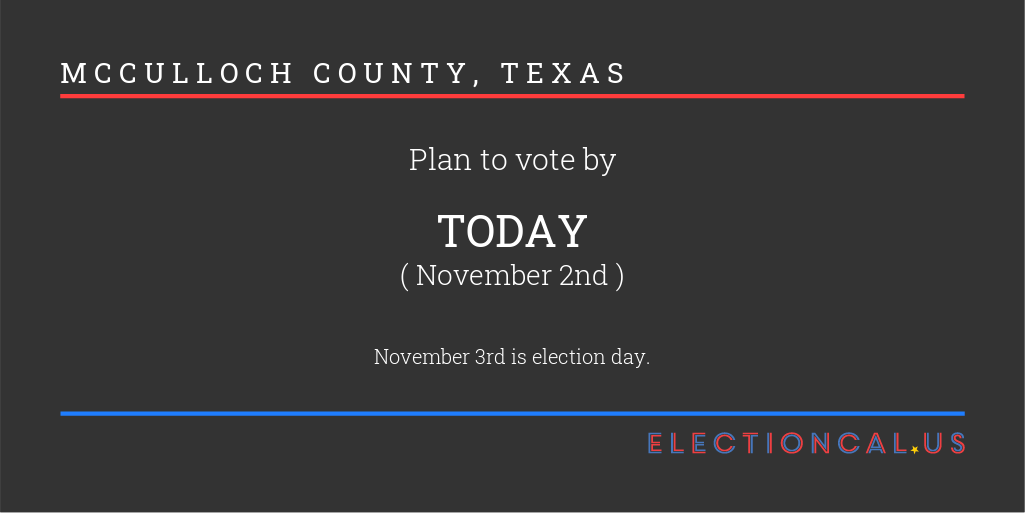 MCCULLOCH COUNTY, TEXAS
Plan to vote by
TODAY
( November 2nd )
November 3rd is election day.
ELECTIONCAL.US